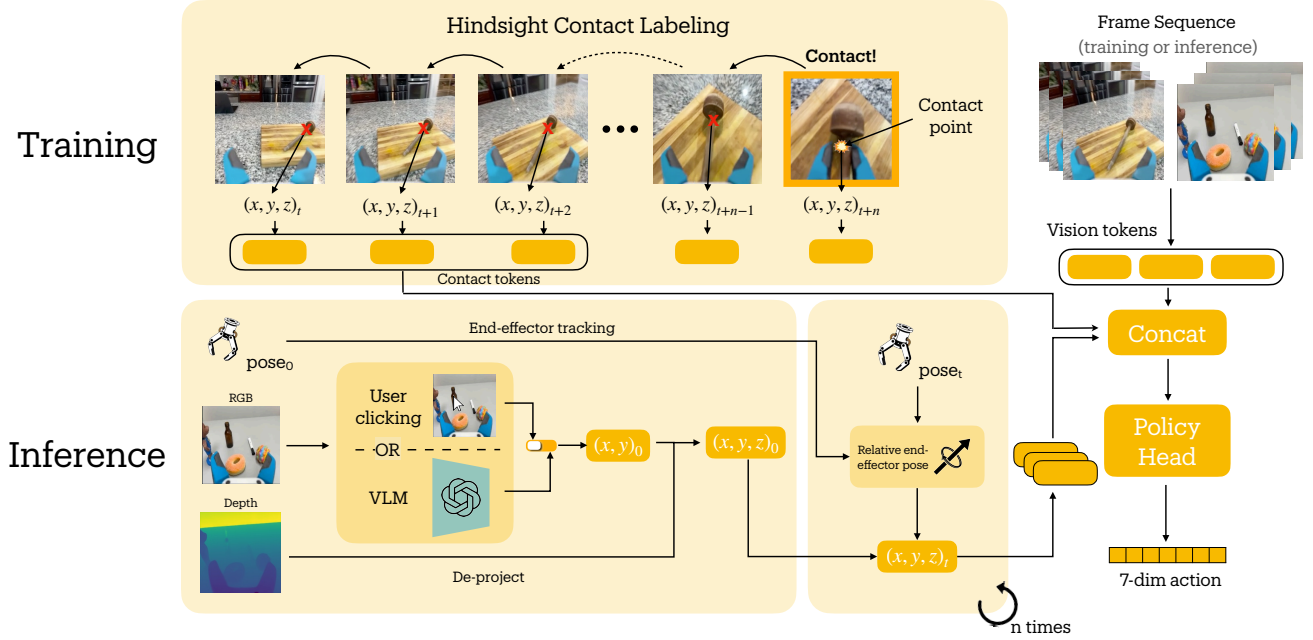 Hindsight Contact Labeling
Contact!
Contact
point
Training
(x, y, z)t
(x, y, z)t+1
(x, y, z)t+2
(x, y, z)t+n−1
(x, y, z)t+n
Contact tokens
Frame Sequence
(training or inference)
Vision tokens
Concat
Policy
Head
7-dim action
Inference
pose0
End-effector tracking
RGB
Depth
User
clicking
OR
VLM
(x, y)0
(x, y, z)0
De-project
poset
Relative end-
effector pose
(x, y, z)t
n times